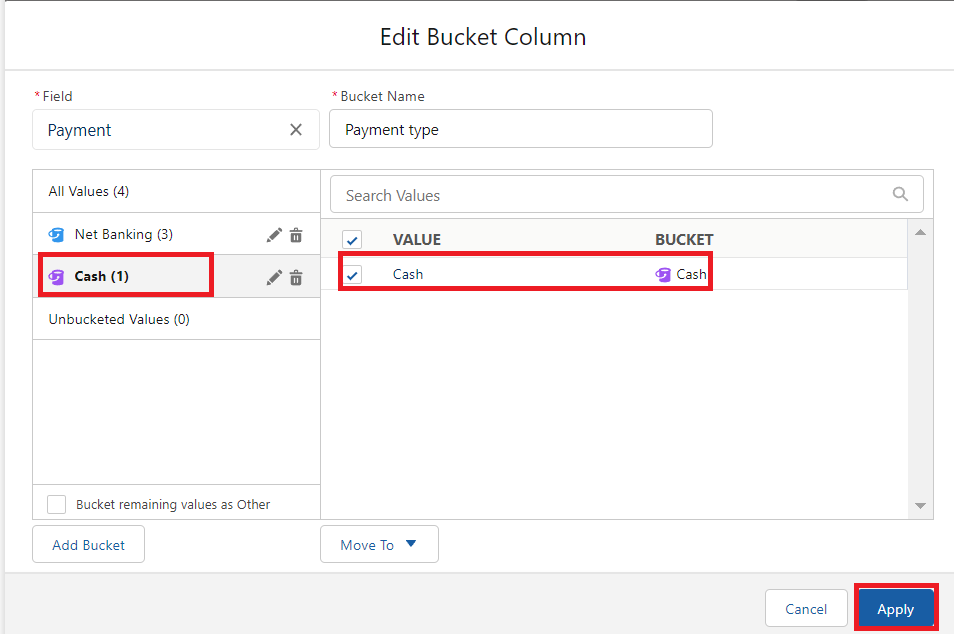 Edit Bucket Column
* Field
* Bucket Name
Payment
Payment type
All Values (4)
Search Values
Net Banking (3)
VALUE BUCKET
Cash (1)
Cash Cash
Unbucketed Values (0)
Bucket remaining values as Other
Add Bucket
Move To
Cancel
Apply